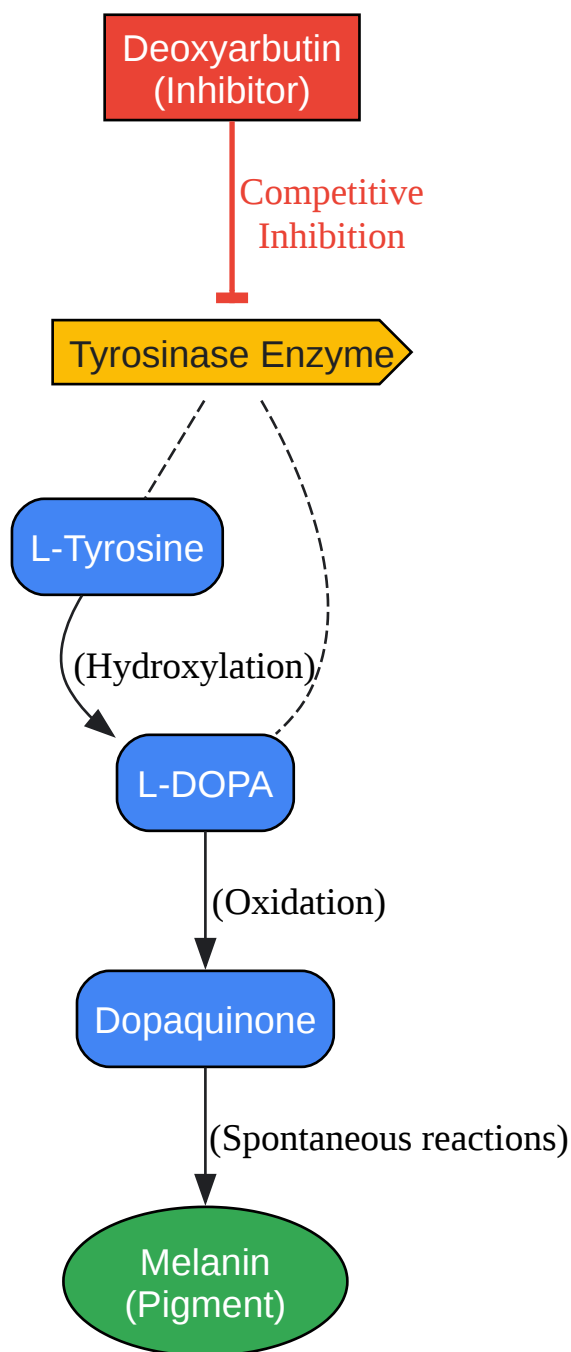 Deoxyarbutin
(Inhibitor)
Competitive
Inhibition
Tyrosinase Enzyme
L-Tyrosine
(Hydroxylation)
L-DOPA
(Oxidation)
Dopaquinone
(Spontaneous reactions)
Melanin
(Pigment)